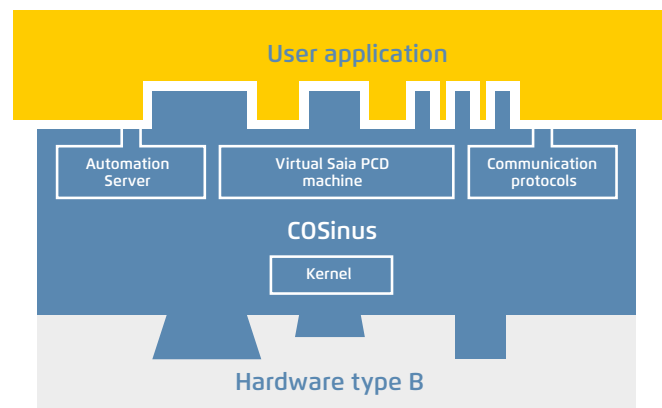 User application
Automation
Server
Virtual Saia PCD
machine
Communication
protocols
COSinus
Kernel
Hardware type B